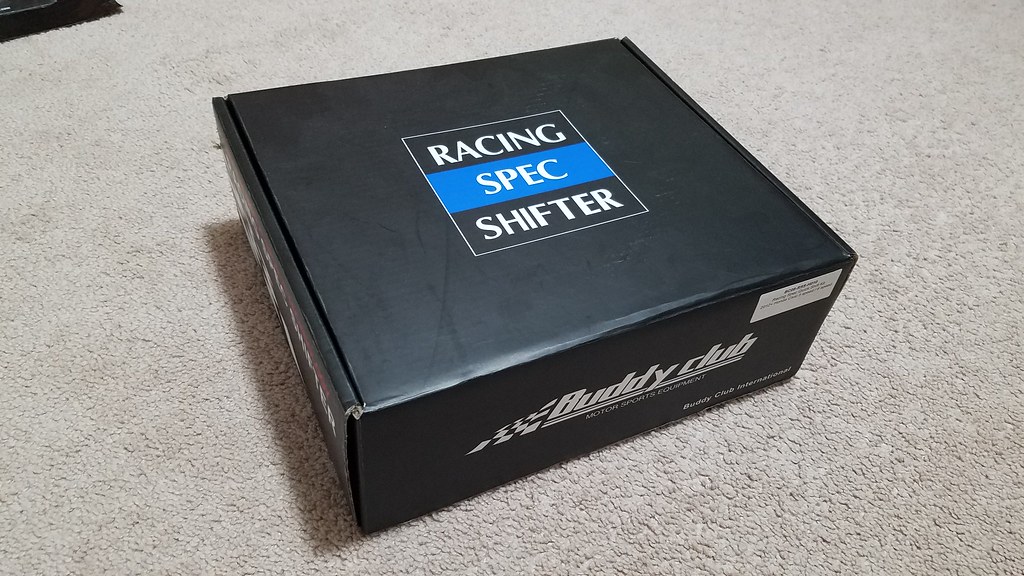 RACING
SPEC
SHIFTER
Buddy club
MOTOR SPORTS EQUIPMENT
Buddy Club International